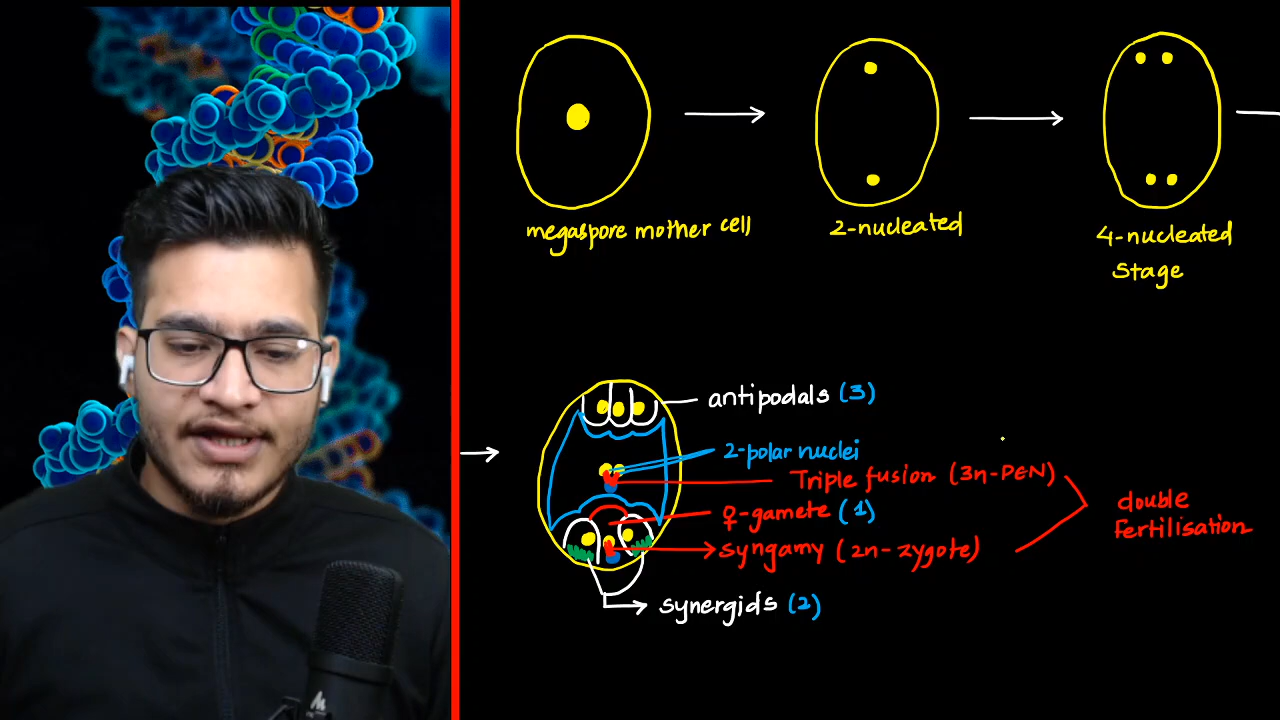 megaspore mother cell
2-nucleated
4-nucleated
Stage
antipodals (3)
2-polar nuclei
Triple fusion (3n-PEN)
♀-gamete (1)
syngamy (2n-zygote)
double
fertilisation
synergids (2)